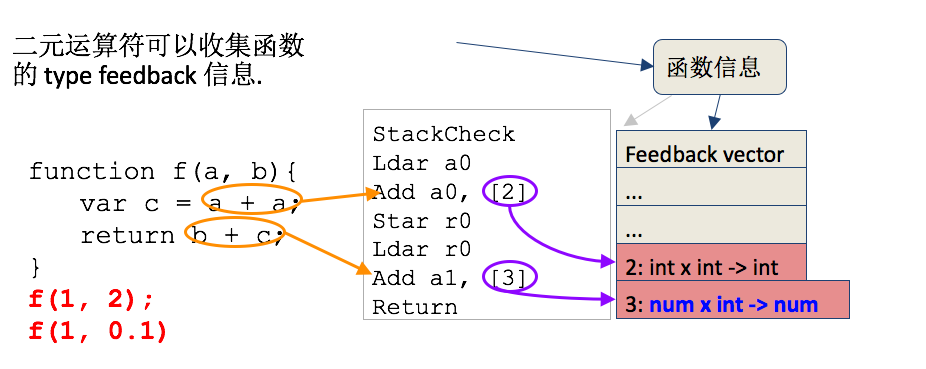 二元运算符可以收集函数
的 type feedback 信息.
函数信息
function f(a, b){
var c = a + a;
return b + c;
}
f(1, 2);
f(1, 0.1)
StackCheck
Ldar a0
Add a0, [2]
Star r0
Ldar r0
Add a1, [3]
Return
Feedback vector
...
...
2: int x int -> int
3: num x int -> num